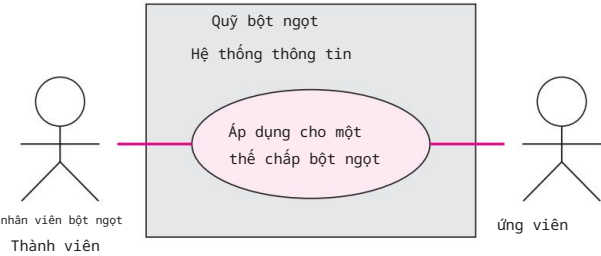 Quỹ bột ngọt
Hệ thống thông tin
Áp dụng cho một
thế chấp bột ngọt
nhân viên bột ngọt
Thành viên
ứng viên